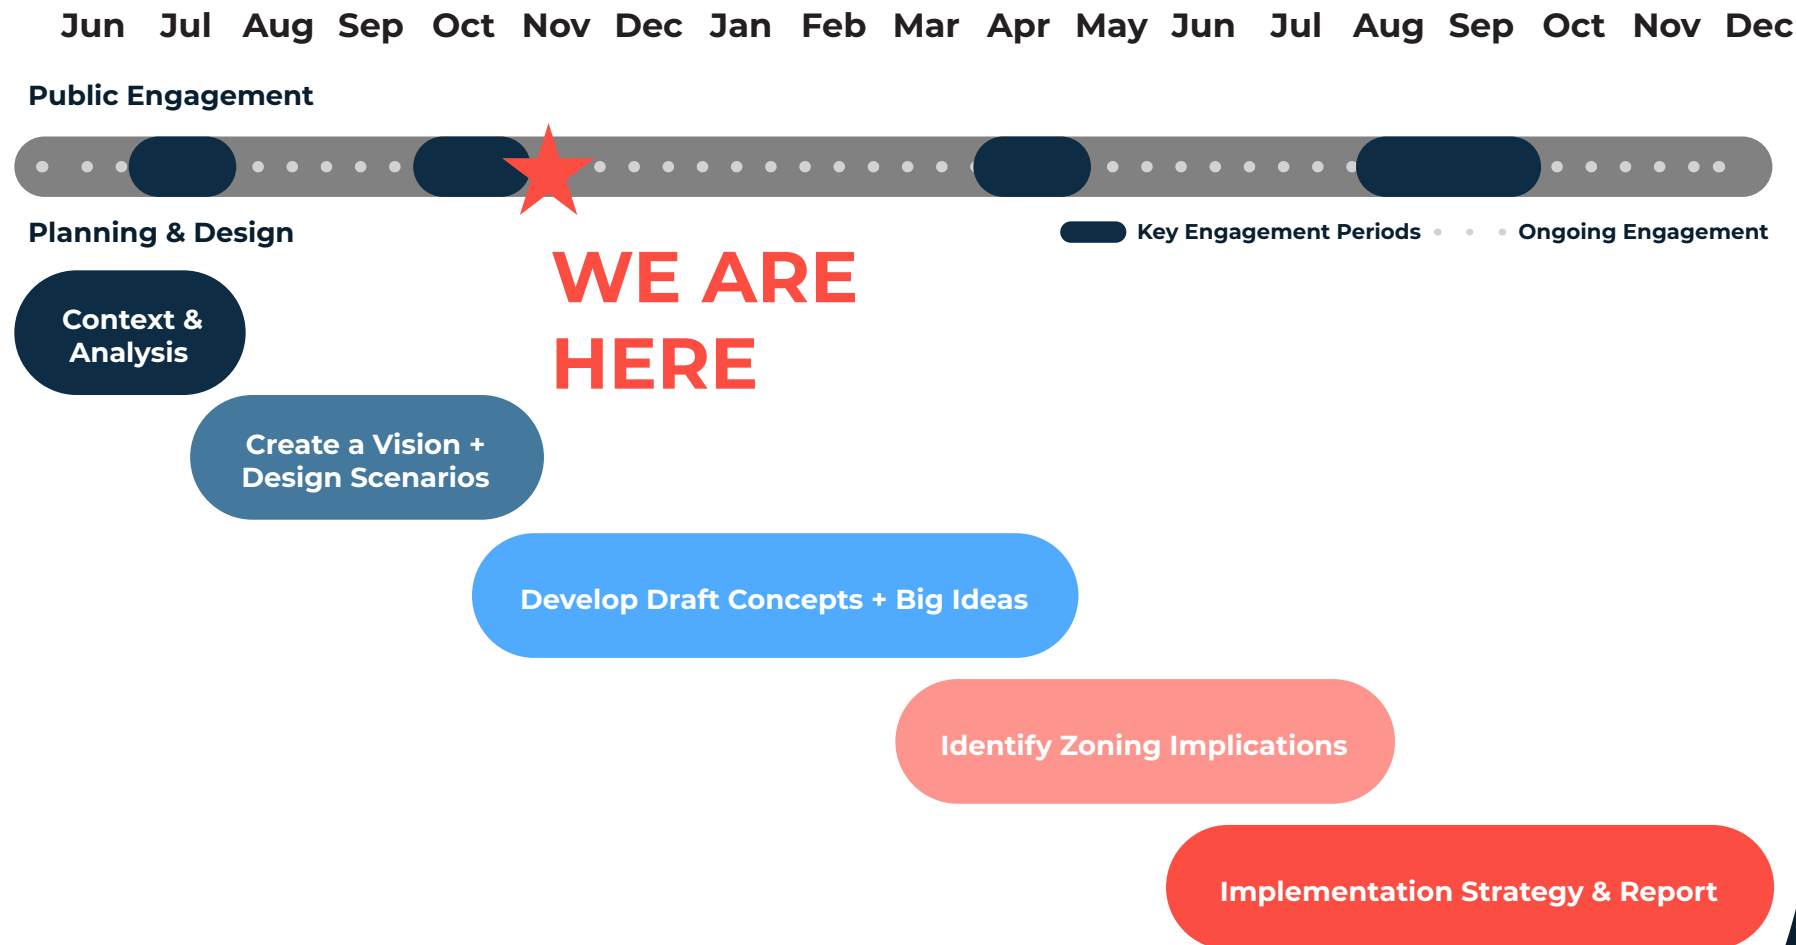 Jun Jul Aug Sep Oct Nov Dec Jan Feb Mar Apr May Jun Jul Aug Sep Oct Nov Dec
Public Engagement
Planning & Design
Key Engagement Periods
Ongoing Engagement
WE ARE
HERE
Context &
Analysis
Create a Vision +
Design Scenarios
Develop Draft Concepts + Big Ideas
Identify Zoning Implications
Implementation Strategy & Report